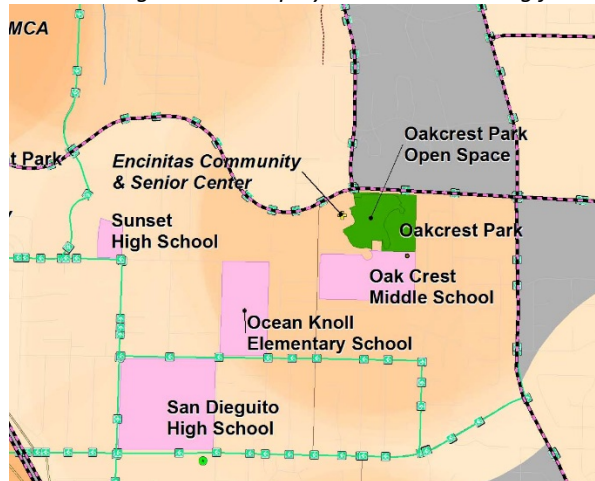 MCA
Oakcrest Park
Open Space
Encinitas Community
& Senior Center
t Park
Sunset
High School
Oakcrest Park
Oak Crest
Middle School
Ocean Knoll
Elementary School
San Dieguito
High School